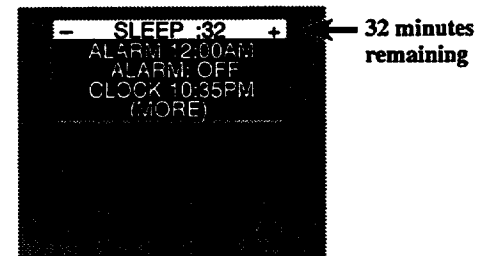 − SLEEP :32 +
ALARM 12:00AM
ALARM: OFF
CLOCK 10:35PM
(MORE)
32 minutes
remaining